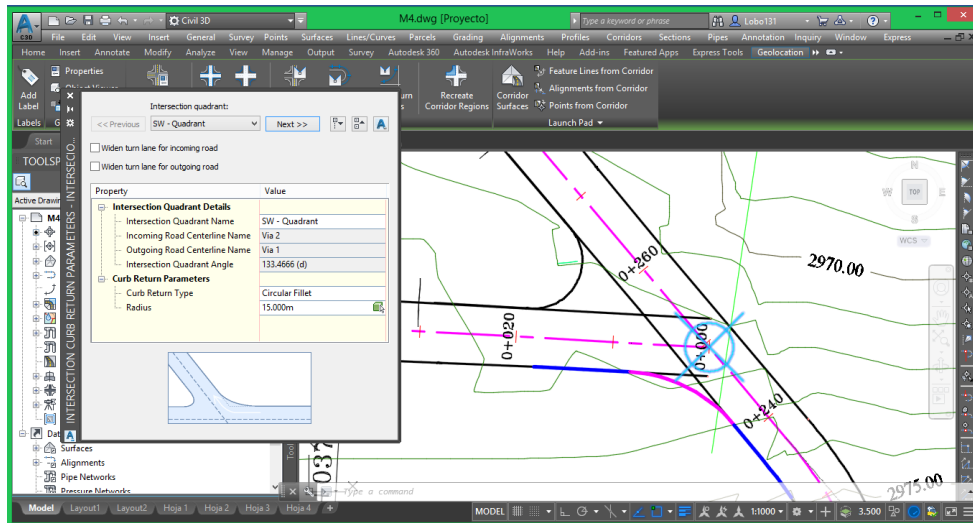 Civil 3D
M4.dwg [Proyecto]
Type a keyword or phrase
Lobo131
C3D
File Edit View Insert General Survey Points Surfaces Lines/Curves Parcels Grading Alignments Profiles Corridors Sections Pipes Annotation Inquiry Window Express
Home Insert Annotate Modify Analyze View Manage Output Survey Autodesk 360 Autodesk InfraWorks Help Add-ins Featured Apps Express Tools Geolocation
Add
Label
Properties
Recreate
Corridor Regions
Corridor
Surfaces
Feature Lines from Corridor
Alignments from Corridor
Points from Corridor
Labels
Launch Pad
Start
TOOLSP
Active Drawin
M4
INTERSECTION CURB RETURN PARAMETERS - INTERSECTIO...
Intersection quadrant:
<< Previous
SW - Quadrant
Next >>
Widen turn lane for incoming road
Widen turn lane for outgoing road
Property Value
Intersection Quadrant Details
Intersection Quadrant Name SW - Quadrant
Incoming Road Centerline Name Via 2
Outgoing Road Centerline Name Via 1
Intersection Quadrant Angle 133.4666 (d)
Curb Return Parameters
Curb Return Type Circular Fillet
Radius 15.000m
Surfaces
Alignments
Pipe Networks
Pressure Networks
0+260
0+020
0+000
0+240
2970.00
2975.00
037
N
W
TOP
E
S
WCS
Type a command
Model Layout1 Layout2 Hoja 1 Hoja 2 Hoja 3 Hoja 4 +
MODEL
1:1000
3.500